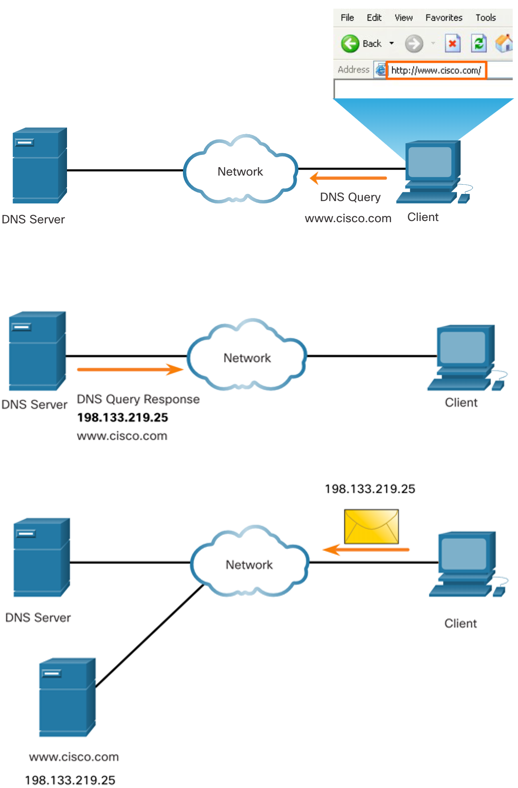 File Edit View Favorites Tools
Back
Address http://www.cisco.com/
Network
DNS Server
DNS Query
www.cisco.com
Client
Network
DNS Server
DNS Query Response
198.133.219.25
www.cisco.com
Client
198.133.219.25
Network
DNS Server
Client
www.cisco.com
198.133.219.25